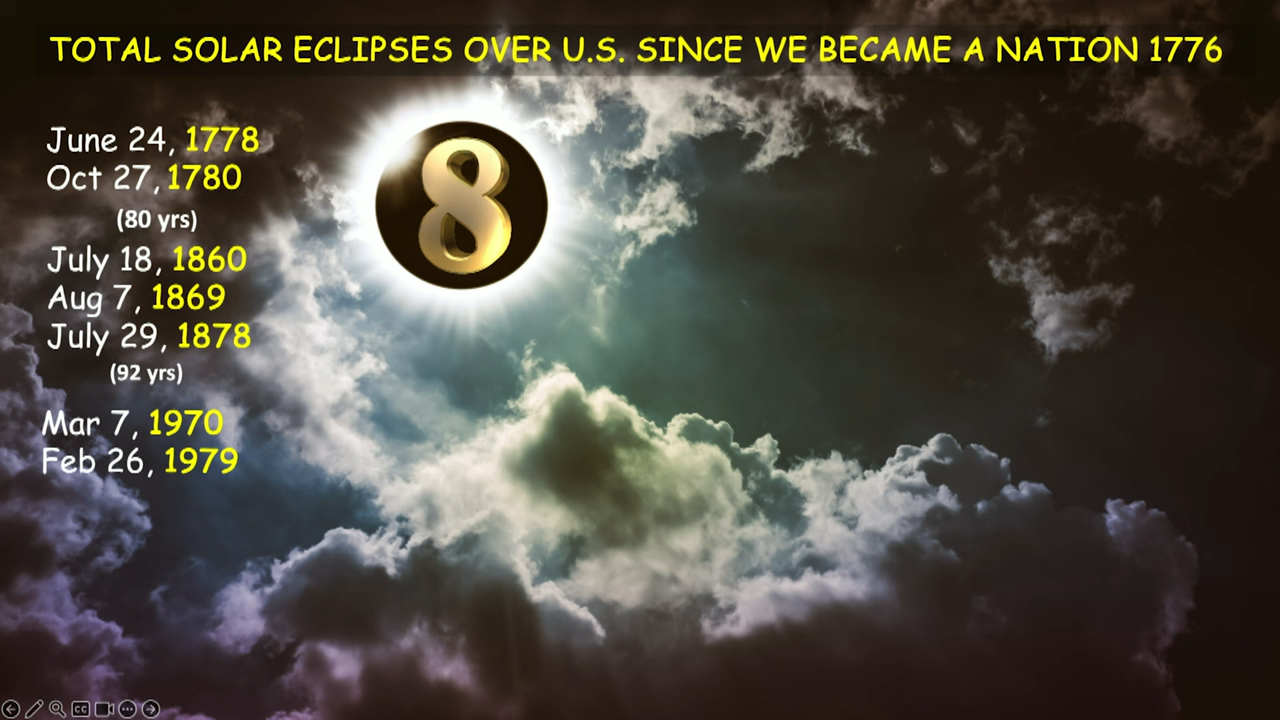 TOTAL SOLAR ECLIPSES OVER U.S. SINCE WE BECAME A NATION 1776
8
June 24, 1778
Oct 27, 1780
(80 yrs)
July 18, 1860
Aug 7, 1869
July 29, 1878
(92 yrs)
Mar 7, 1970
Feb 26, 1979
CC